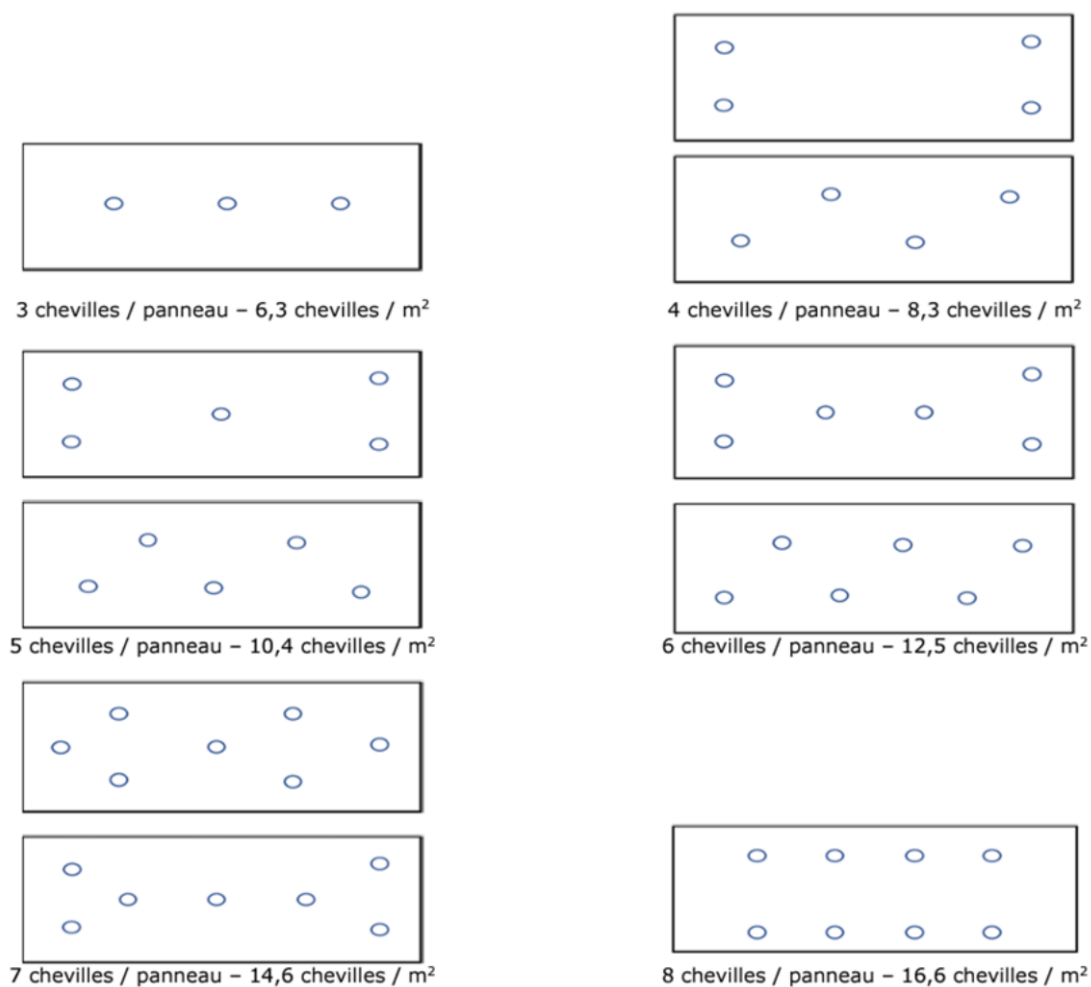 3 chevilles / panneau – 6,3 chevilles / m²
4 chevilles / panneau – 8,3 chevilles / m²
5 chevilles / panneau – 10,4 chevilles / m²
6 chevilles / panneau – 12,5 chevilles / m²
7 chevilles / panneau – 14,6 chevilles / m²
8 chevilles / panneau – 16,6 chevilles / m²